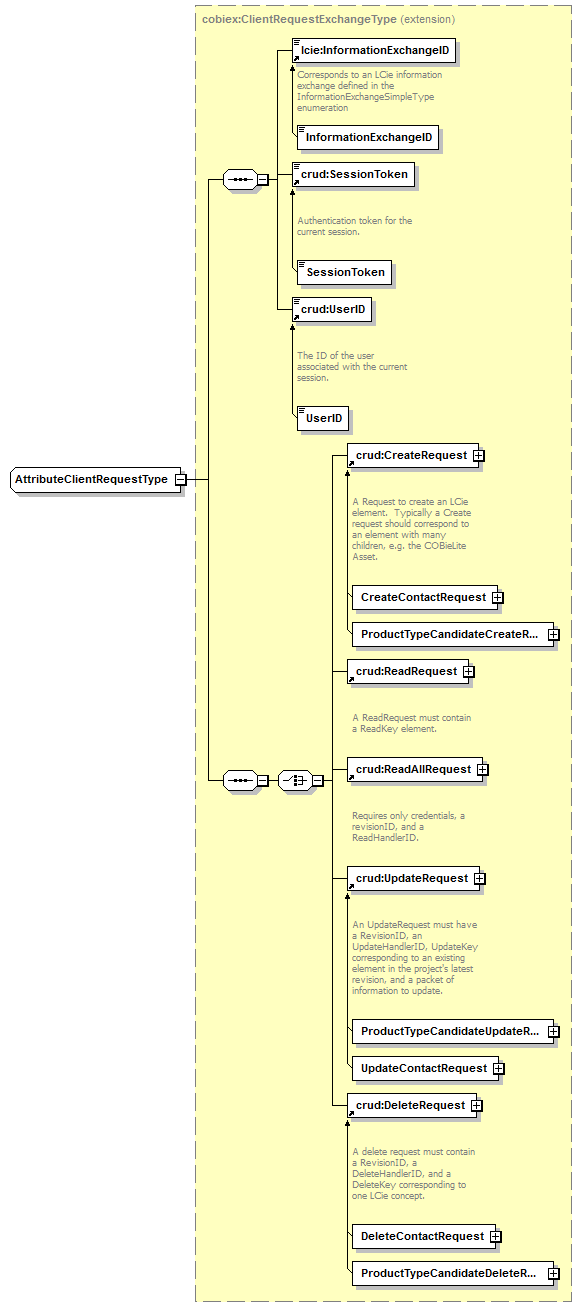 cobiex:ClientRequestExchangeType (extension)
lcie:InformationExchangeID
Corresponds to an LCie information
exchange defined in the
InformationExchangeSimpleType
enumeration
InformationExchangeID
crud:SessionToken
Authentication token for the
current session.
SessionToken
crud:UserID
The ID of the user
associated with the current
session.
UserID
AttributeClientRequestType
crud:CreateRequest
A Request to create an LCie
element.  Typically a Create
request should correspond to
an element with many
children, e.g. the COBieLite
Asset.
CreateContactRequest
ProductTypeCandidateCreateR...
crud:ReadRequest
A ReadRequest must contain
a ReadKey element.
crud:ReadAllRequest
Requires only credentials, a
revisionID, and a
ReadHandlerID.
crud:UpdateRequest
An UpdateRequest must have
a RevisionID, an
UpdateHandlerID, UpdateKey
corresponding to an existing
element in the project's latest
revision, and a packet of
information to update.
ProductTypeCandidateUpdateR...
UpdateContactRequest
crud:DeleteRequest
A delete request must contain
a RevisionID, a
DeleteHandlerID, and a
DeleteKey corresponding to
one LCie concept.
DeleteContactRequest
ProductTypeCandidateDeleteR...